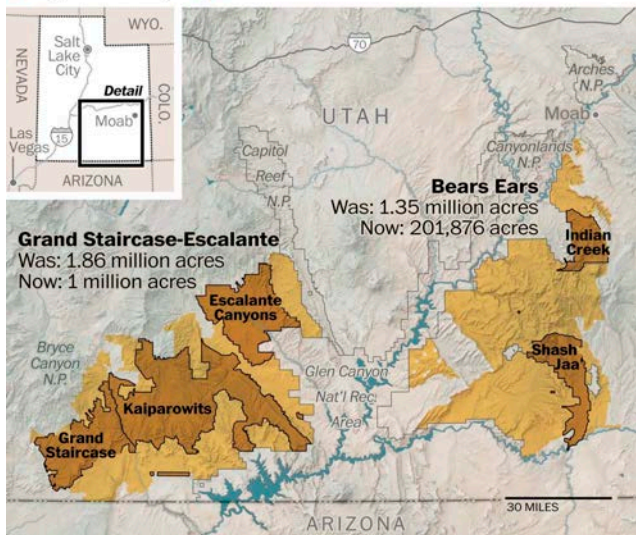 WYO.
Salt
Lake
City
NEVADA
Detail
COLO.
Moab
15
Las
Vegas
ARIZONA
70
UTAH
Arches
N.P.
Moab
Canyonlands
N.P.
Capitol
Reef
N.P.
Bears Ears
Was: 1.35 million acres
Now: 201,876 acres
Indian
Creek
Grand Staircase-Escalante
Was: 1.86 million acres
Now: 1 million acres
Escalante
Canyons
Bryce
Canyon
N.P.
Shash
Jaa'
Glen Canyon
Nat'l Rec.
Area
Kaiparowits
Grand
Staircase
30 MILES
ARIZONA